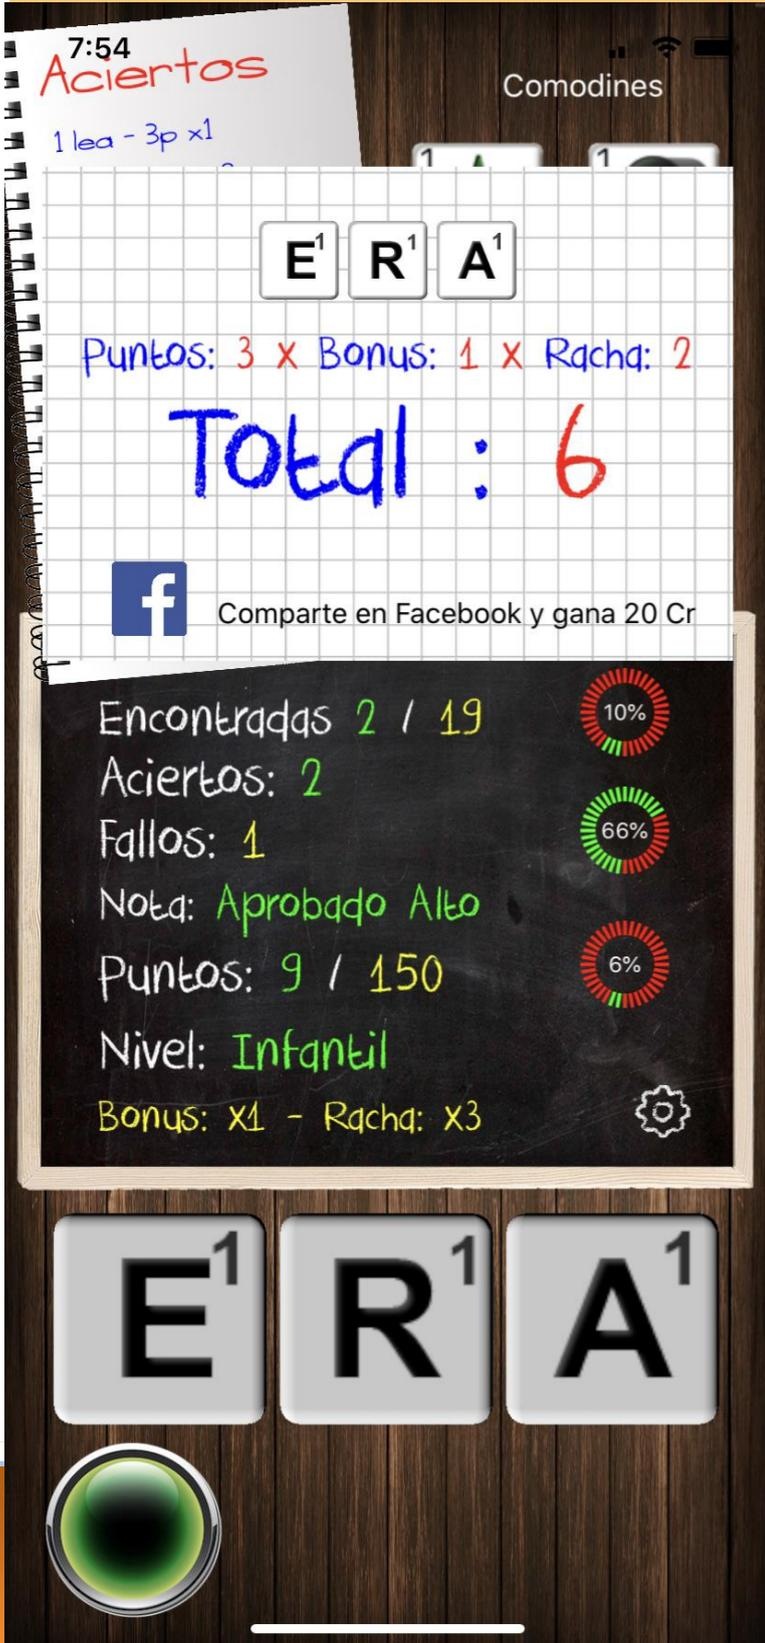 7:54
Aciertos
Comodines
1 lea - 3p x1
1 1
E1 R1 A1
Puntos: 3 x Bonus: 1 x Racha: 2
Total : 6
f Comparte en Facebook y gana 20 Cr
Encontradas 2 / 19 10%
Aciertos: 2
Fallos: 1 66%
Nota: Aprobado Alto
Puntos: 9 / 150 6%
Nivel: Infantil
Bonus: x1 - Racha: x3
E1 R1 A1